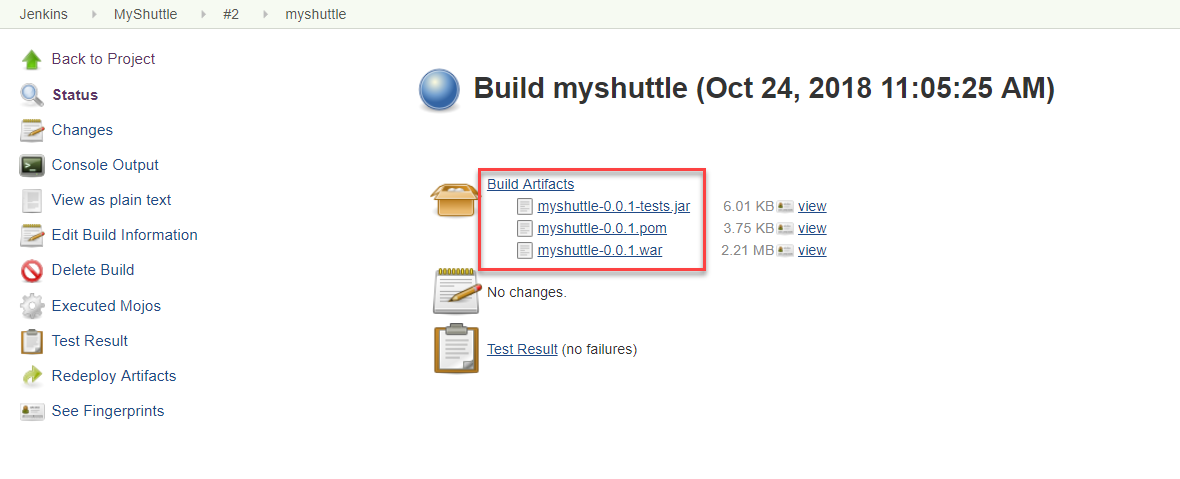 Jenkins MyShuttle #2 myshuttle
Back to Project
Status
Changes
Console Output
View as plain text
Edit Build Information
Delete Build
Executed Mojos
Test Result
Redeploy Artifacts
See Fingerprints
Build myshuttle (Oct 24, 2018 11:05:25 AM)
Build Artifacts
myshuttle-0.0.1-tests.jar 6.01 KB view
myshuttle-0.0.1.pom 3.75 KB view
myshuttle-0.0.1.war 2.21 MB view
No changes.
Test Result (no failures)